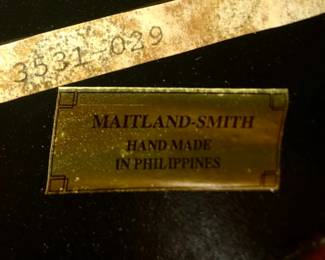 3531-029
MAITLAND-SMITH
HAND MADE
IN PHILIPPINES